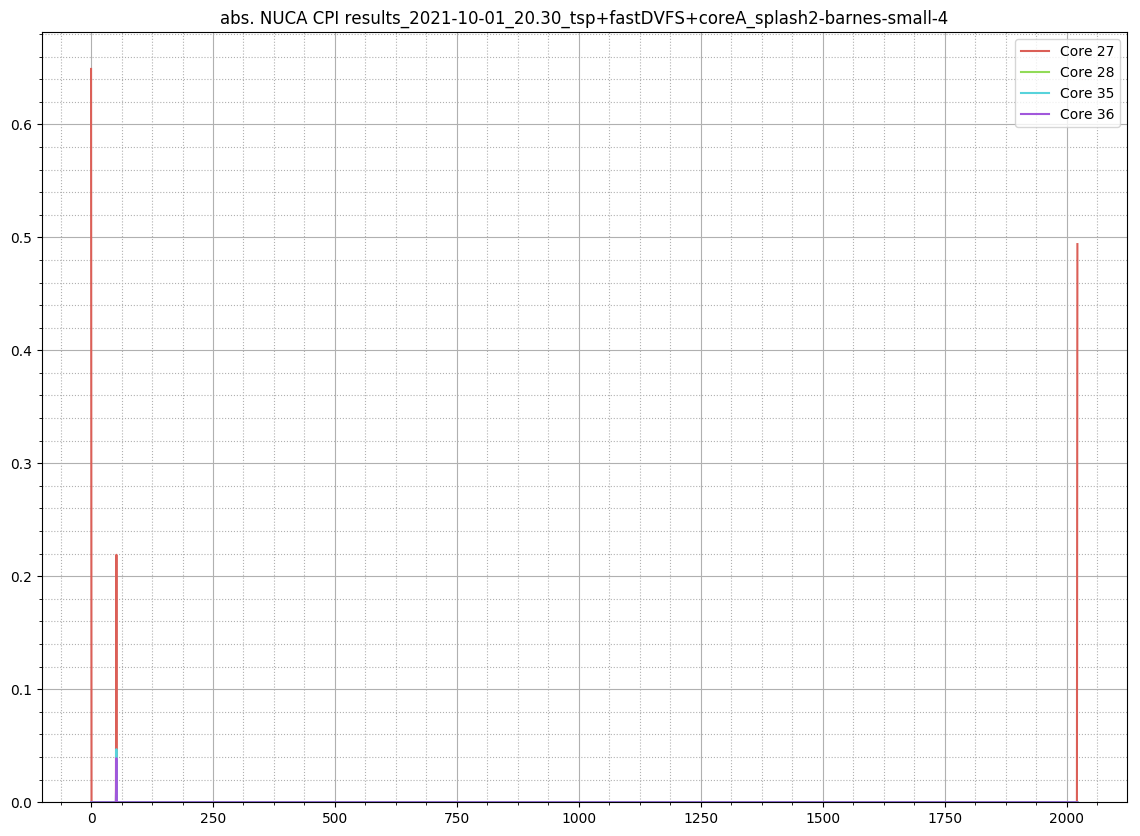 abs. NUCA CPI results_2021-10-01_20.30_tsp+fastDVFS+coreA_splash2-barnes-small-4
Core 27
Core 28
Core 35
Core 36
0.6
0.5
0.4
0.3
0.2
0.1
0.0
0 250 500 750 1000 1250 1500 1750 2000